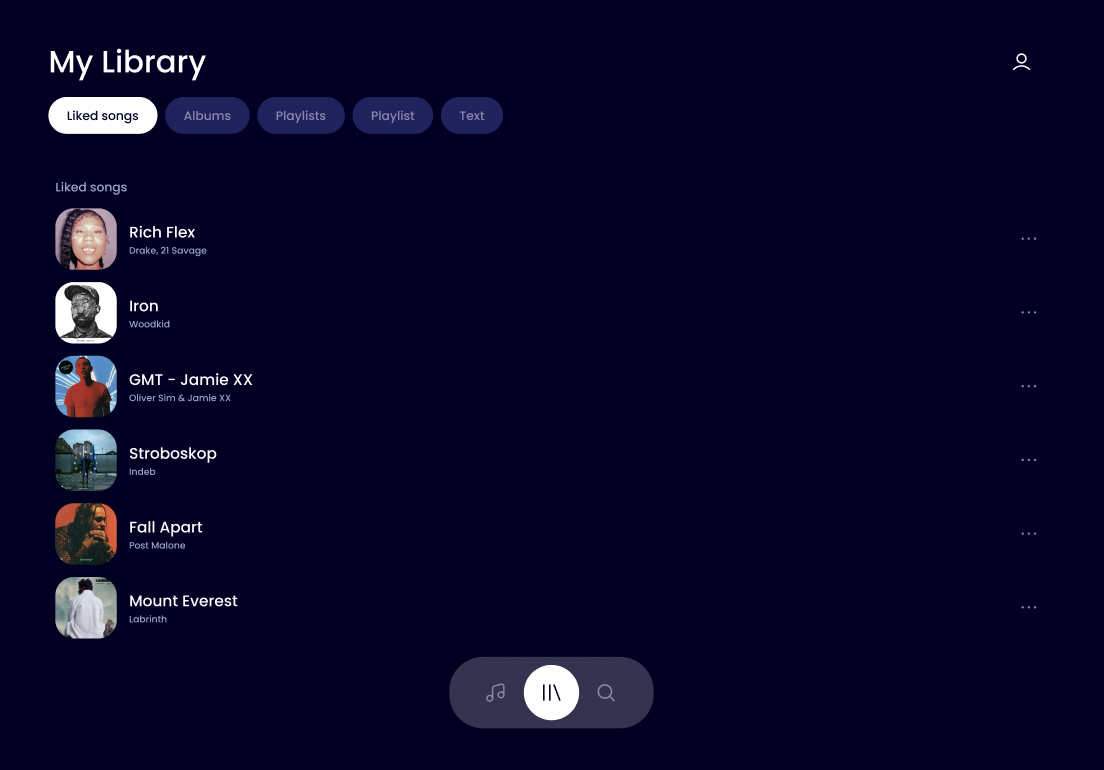 My Library
Liked songs
Albums
Playlists
Playlist
Text
Liked songs
Rich Flex
Drake, 21 Savage
Iron
Woodkid
GMT - Jamie XX
Oliver Sim & Jamie XX
Stroboskop
Indeb
Fall Apart
Post Malone
Mount Everest
Labrinth